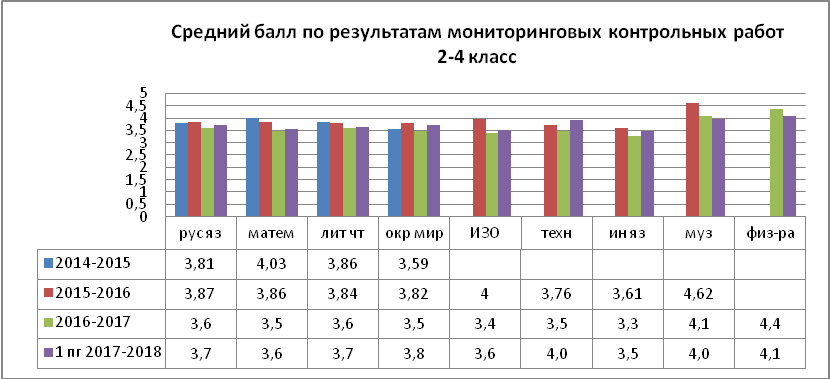 Средний балл по результатам мониторинговых контрольных работ
2-4 класс
5
4,5
4
3,5
3
2,5
2
1,5
1
0,5
0
рус яз матем лит чт окр мир ИЗО техн ин яз муз физ-ра
2014-2015 3,81 4,03 3,86 3,59
2015-2016 3,87 3,86 3,84 3,82 4 3,76 3,61 4,62
2016-2017 3,6 3,5 3,6 3,5 3,4 3,5 3,3 4,1 4,4
1 пг 2017-2018 3,7 3,6 3,7 3,8 3,6 4,0 3,5 4,0 4,1